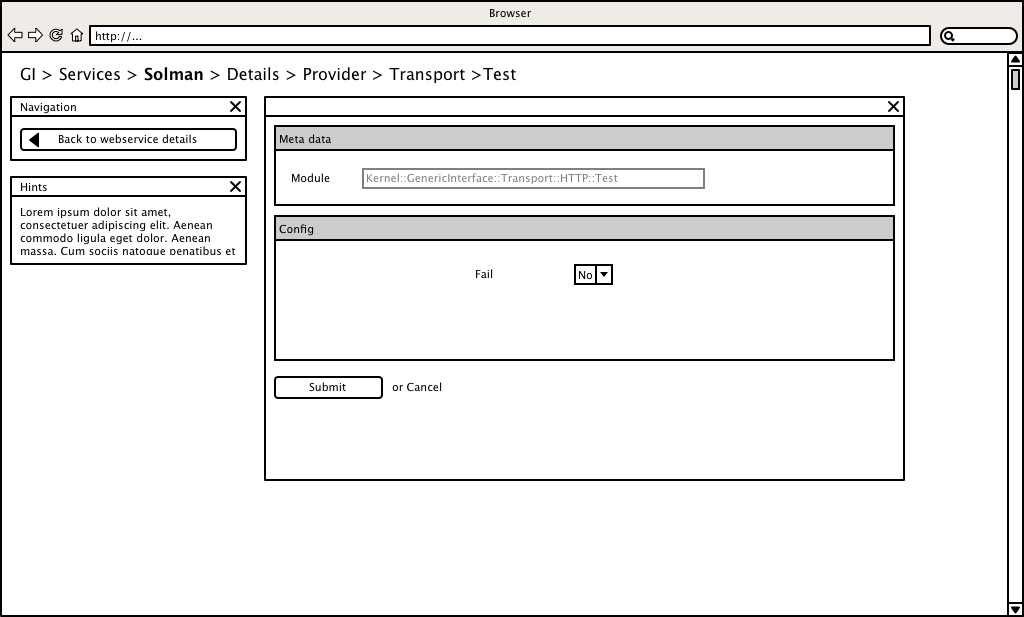 Browser
http://...
GI > Services > Solman > Details > Provider > Transport >Test
Navigation
Back to webservice details
Hints
Lorem ipsum dolor sit amet,
consectetuer adipiscing elit. Aenean
commodo ligula eget dolor. Aenean
massa. Cum sociis natoque penatibus et
Meta data
Module
Kernel::GenericInterface::Transport::HTTP::Test
Config
Fail
No
Submit
or Cancel